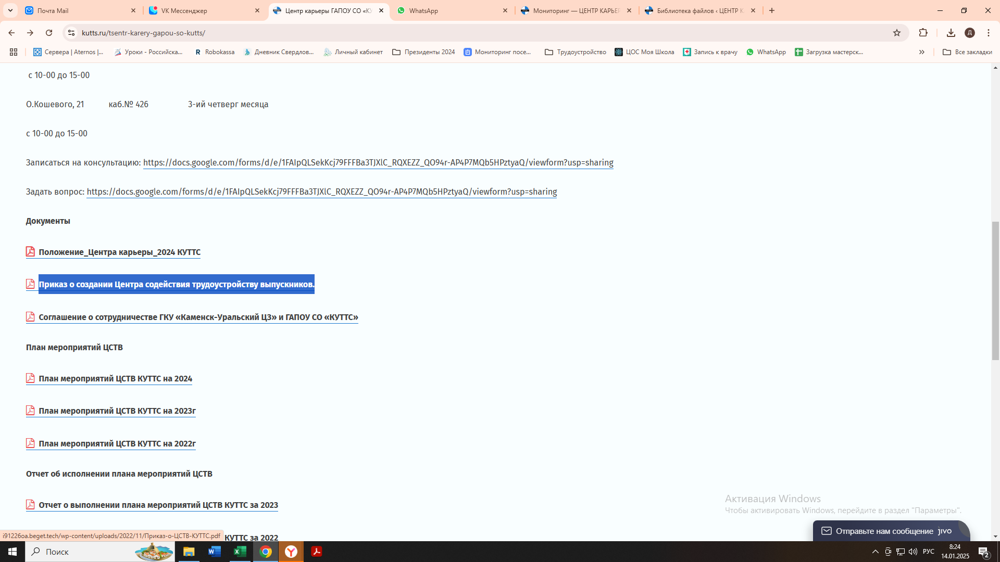 Почта Mail
VK Мессенджер
Центр карьеры ГАПОУ СО «КУ
WhatsApp
Мониторинг — ЦЕНТР КАРЬЕР
Библиотека файлов ‹ ЦЕНТР К
kutts.ru/tsentr-karery-gapou-so-kutts/
Д
Сервера | Aternos |...
Уроки - Российска...
Robokassa
Дневник Свердлов...
Личный кабинет
Президенты 2024
Мониторинг посе...
Трудоустройство
ЦОС Моя Школа
Запись к врачу
WhatsApp
Загрузка мастерск...
Все закладки
с 10-00 до 15-00
О.Кошевого, 21 каб.№ 426 3-ий четверг месяца
с 10-00 до 15-00
Записаться на консультацию: https://docs.google.com/forms/d/e/1FAIpQLSekKcj79FFFBa3TJXlC_RQXEZZ_QO94r-AP4P7MQb5HPztyaQ/viewform?usp=sharing
Задать вопрос: https://docs.google.com/forms/d/e/1FAIpQLSekKcj79FFFBa3TJXlC_RQXEZZ_QO94r-AP4P7MQb5HPztyaQ/viewform?usp=sharing
Документы
Положение_Центра карьеры_2024 КУТТС
Приказ о создании Центра содействия трудоустройству выпускников.
Соглашение о сотрудничестве ГКУ «Каменск-Уральский ЦЗ» и ГАПОУ СО «КУТТС»
План мероприятий ЦСТВ
План мероприятий ЦСТВ КУТТС на 2024
План мероприятий ЦСТВ КУТТС на 2023г
План мероприятий ЦСТВ КУТТС на 2022г
Отчет об исполнении плана мероприятий ЦСТВ
Отчет о выполнении плана мероприятий ЦСТВ КУТТС за 2023
КУТТС за 2022
Активация Windows
Чтобы активировать Windows, перейдите в раздел "Параметры".
Отправьте нам сообщение jivo
i91226oa.beget.tech/wp-content/uploads/2022/11/Приказ-о-ЦСТВ-КУТТС.pdf
Поиск
РУС
8:24
14.01.2025
2